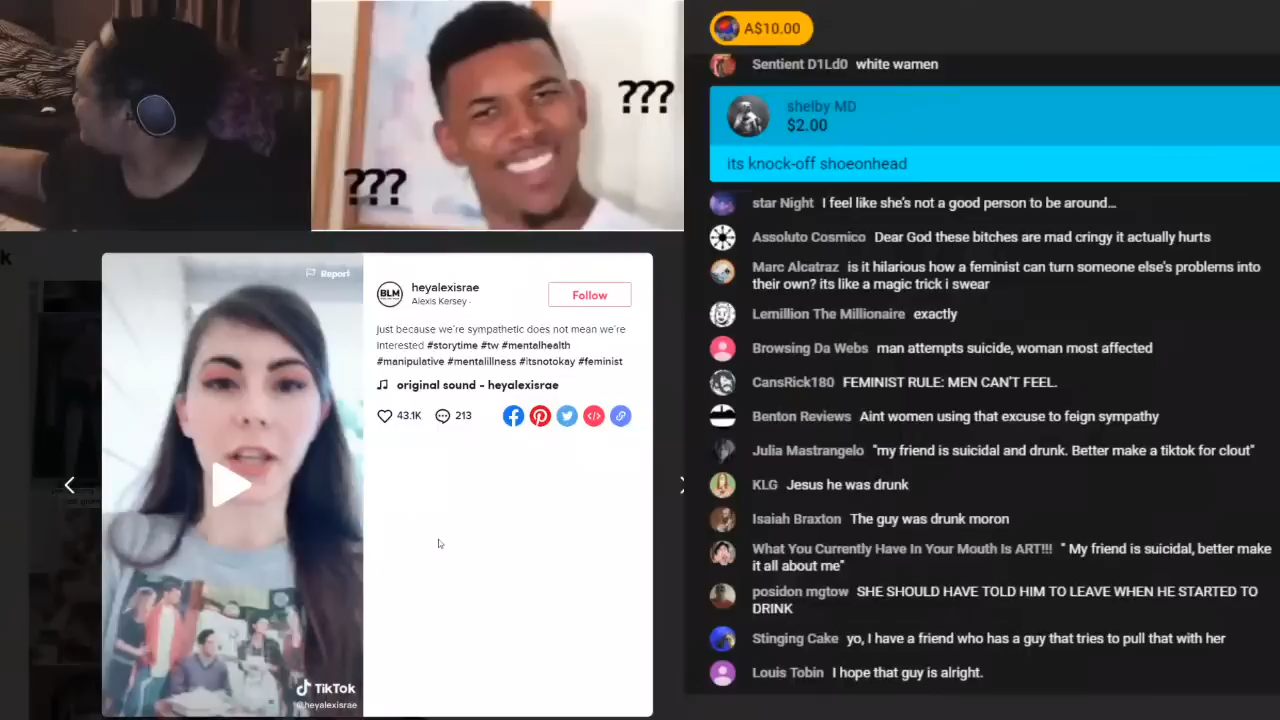 ???
???
A$10.00
Sentient D1Ld0 white wamen
shelby MD
$2.00
its knock-off shoeonhead
star Night I feel like she's not a good person to be around...
Assoluto Cosmico Dear God these bitches are mad cringy it actually hurts
Marc Alcatraz is it hilarious how a feminist can turn someone else's problems into
their own? its like a magic trick i swear
Lemillion The Millionaire exactly
Browsing Da Webs man attempts suicide, woman most affected
CansRick180 FEMINIST RULE: MEN CAN'T FEEL.
Benton Reviews Aint women using that excuse to feign sympathy
Julia Mastrangelo "my friend is suicidal and drunk. Better make a tiktok for clout"
KLG Jesus he was drunk
Isaiah Braxton The guy was drunk moron
What You Currently Have In Your Mouth Is ART!!! " My friend is suicidal, better make
it all about me"
posidon mgtow SHE SHOULD HAVE TOLD HIM TO LEAVE WHEN HE STARTED TO
DRINK
Stinging Cake yo, I have a friend who has a guy that tries to pull that with her
Louis Tobin I hope that guy is alright.
k
Report
BLM
heyalexisrae
Alexis Kersey ·
Follow
Just because we're sympathetic does not mean we're
interested #storytime #tw #mentalhealth
#manipulative #mentalillness #itsnotokay #feminist
original sound - heyalexisrae
43.1K
213
TikTok
@heyalexisrae